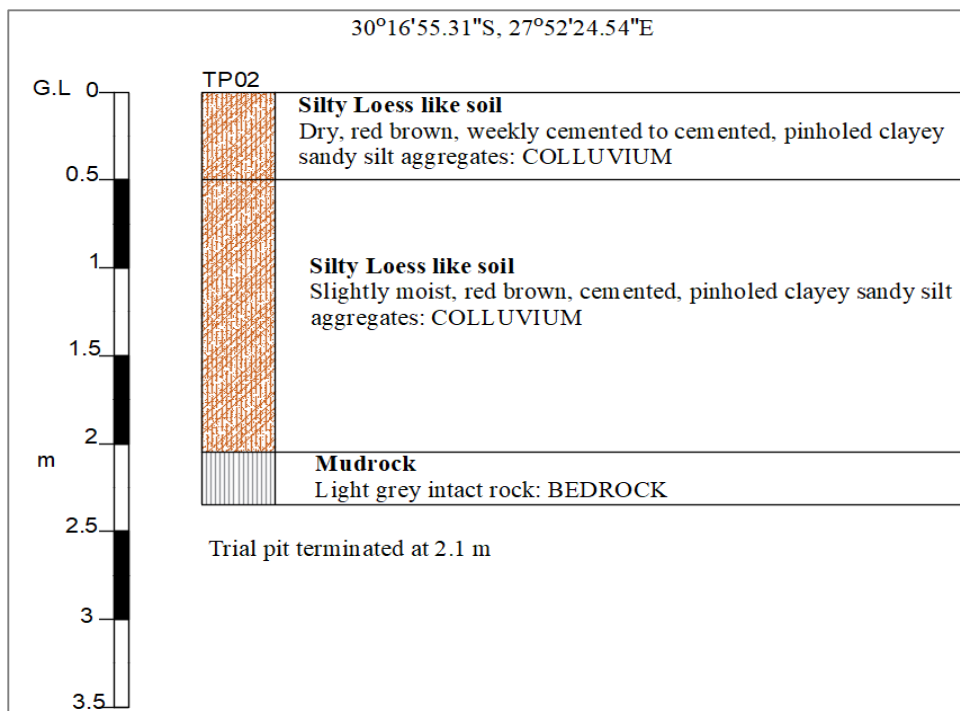 30°16'55.31"S, 27°52'24.54"E
TP02
G.L 0
Silty Loess like soil
Dry, red brown, weekly cemented to cemented, pinholed clayey
sandy silt aggregates: COLLUVIUM
0.5
1
Silty Loess like soil
Slightly moist, red brown, cemented, pinholed clayey sandy silt
aggregates: COLLUVIUM
1.5
2
m
Mudrock
Light grey intact rock: BEDROCK
2.5
Trial pit terminated at 2.1 m
3
3.5